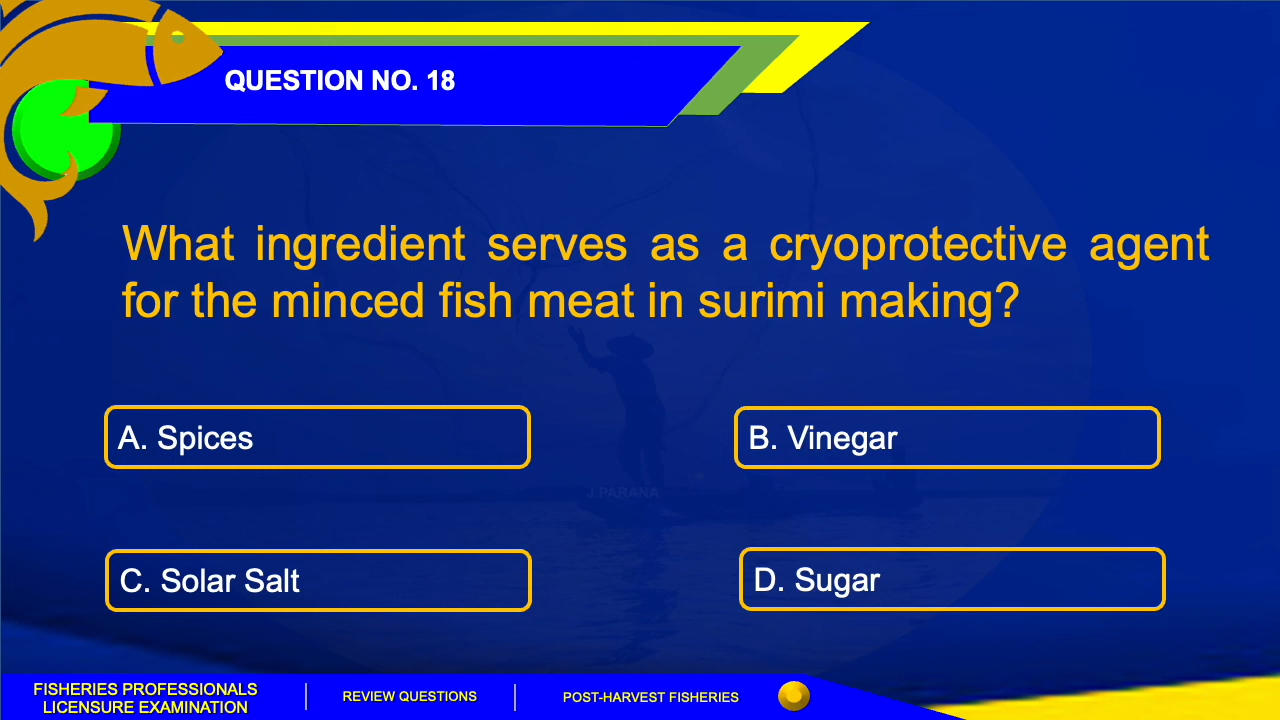 QUESTION NO. 18
What ingredient serves as a cryoprotective agent
for the minced fish meat in surimi making?
A. Spices
B. Vinegar
J.PARANA
C. Solar Salt
D. Sugar
FISHERIES PROFESSIONALS
LICENSURE EXAMINATION
REVIEW QUESTIONS
POST-HARVEST FISHERIES